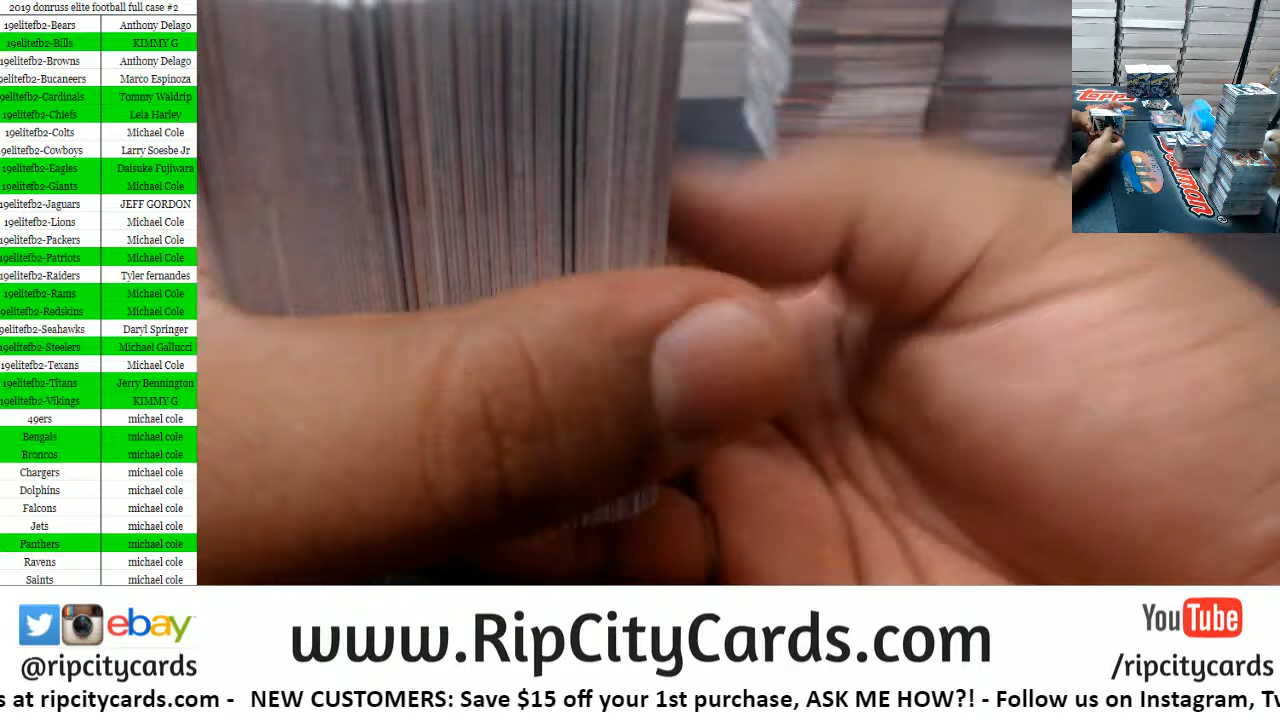 2019 donruss elite football full case #2
19elitefb2-Bears Anthony Delago
19elitefb2-Bills KIMMY G
19elitefb2-Browns Anthony Delago
9elitefb2-Bucaneers Marco Espinoza
9elitefb2-Cardinals Tommy Waldrip
19elitefb2-Chiefs Lela Harley
19elitefb2-Colts Michael Cole
9elitefb2-Cowboys Larry Soesbe Jr
19elitefb2-Eagles Daisuke Fujiwara
19elitefb2-Giants Michael Cole
19elitefb2-Jaguars JEFF GORDON
19elitefb2-Lions Michael Cole
19elitefb2-Packers Michael Cole
19elitefb2-Patriots Michael Cole
19elitefb2-Raiders Tyler fernandes
19elitefb2-Rams Michael Cole
19elitefb2-Redskins Michael Cole
9elitefb2-Seahawks Daryl Springer
19elitefb2-Steelers Michael Gallucci
19elitefb2-Texans Michael Cole
19elitefb2-Titans Jerry Bennington
19elitefb2-Vikings KIMMY G
49ers michael cole
Bengals michael cole
Broncos michael cole
Chargers michael cole
Dolphins michael cole
Falcons michael cole
Jets michael cole
Panthers michael cole
Ravens michael cole
Saints michael cole
ebay
@ripcitycards
www.RipCityCards.com
YouTube
/ripcitycards
s at ripcitycards.com - NEW CUSTOMERS: Save $15 off your 1st purchase, ASK ME HOW?! - Follow us on Instagram, Tv